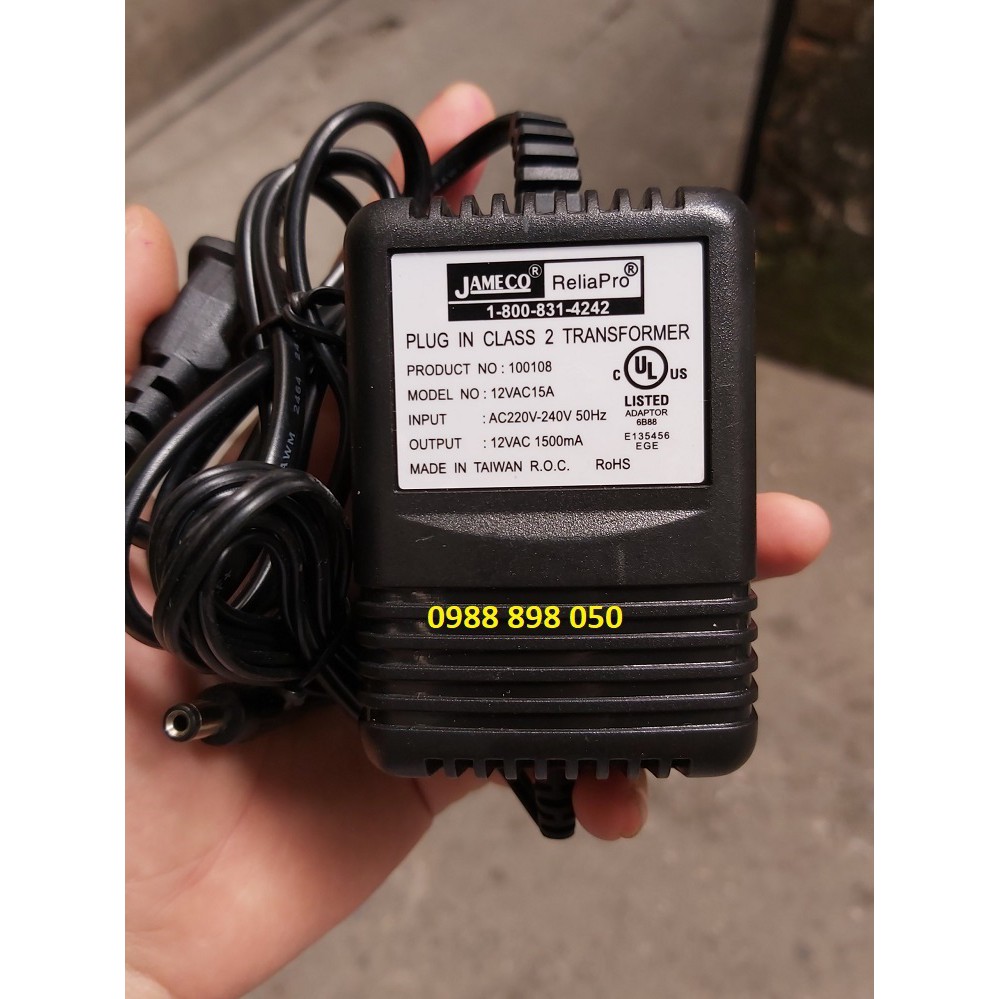 JAMECO® ReliaPro®
1-800-831-4242
PLUG IN CLASS 2 TRANSFORMER
PRODUCT NO : 100108
MODEL NO : 12VAC15A
INPUT : AC220V-240V 50Hz
OUTPUT : 12VAC 1500mA
MADE IN TAIWAN R.O.C. RoHS
C UL US
LISTED
ADAPTOR
6B88
E135456
EGE
AWM 2464
0988 898 050